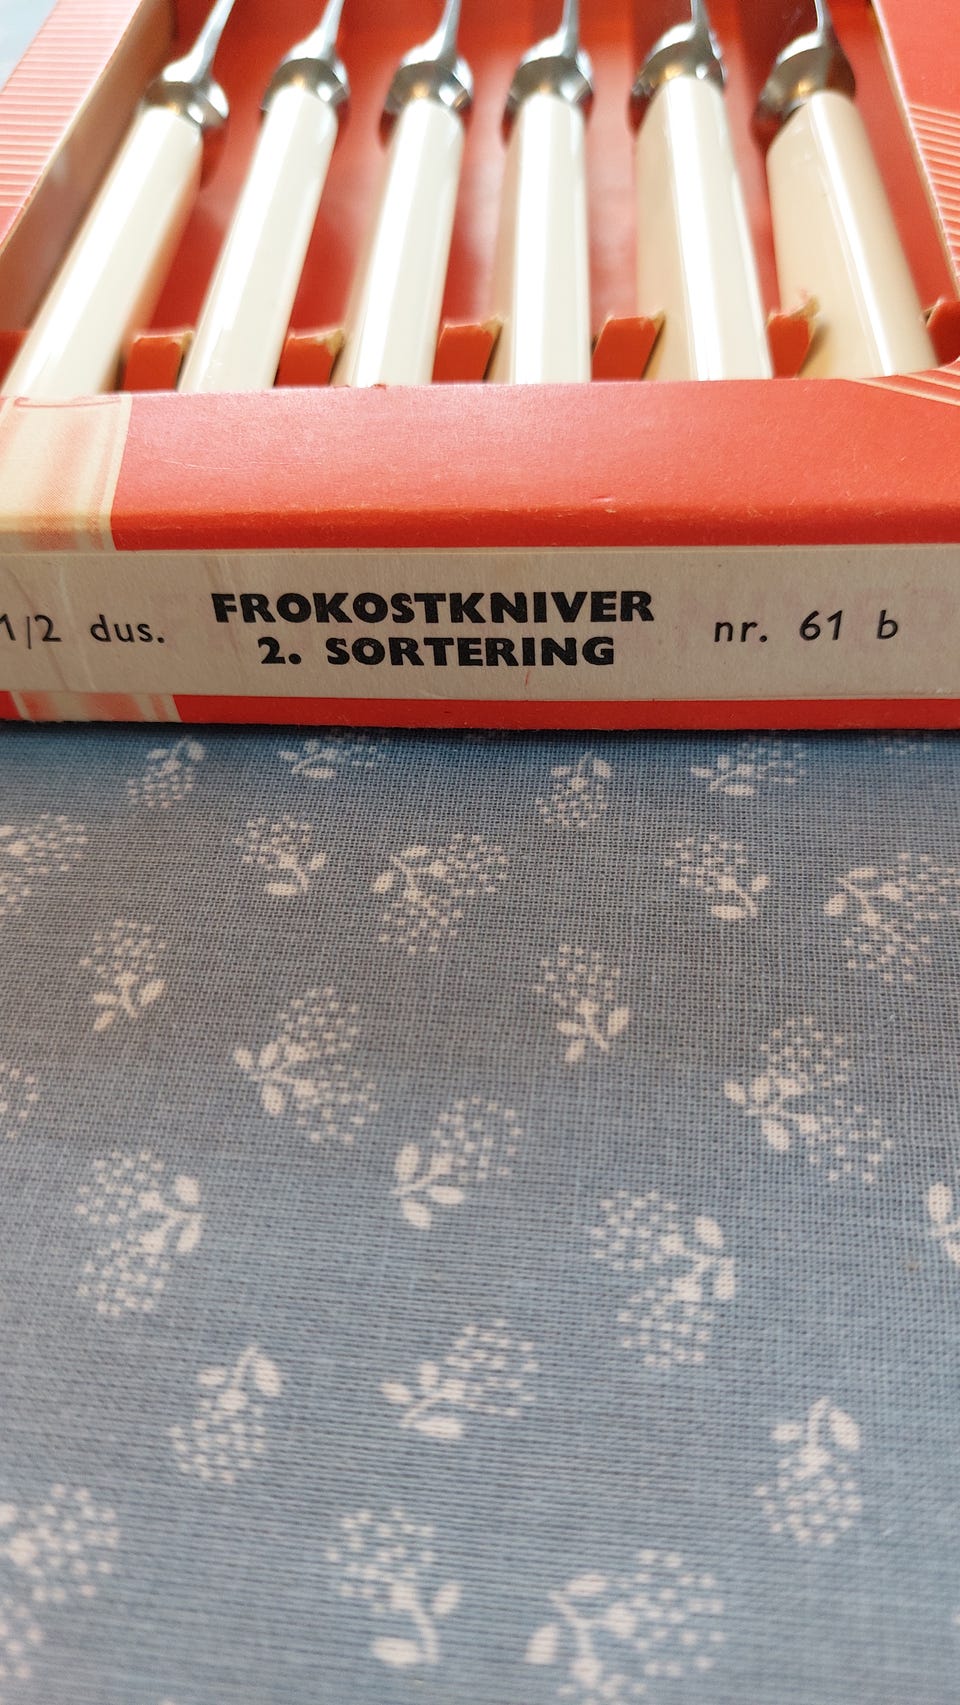 1/2 dus.
FROKOSTKNIVER
2. SORTERING
nr. 61 b